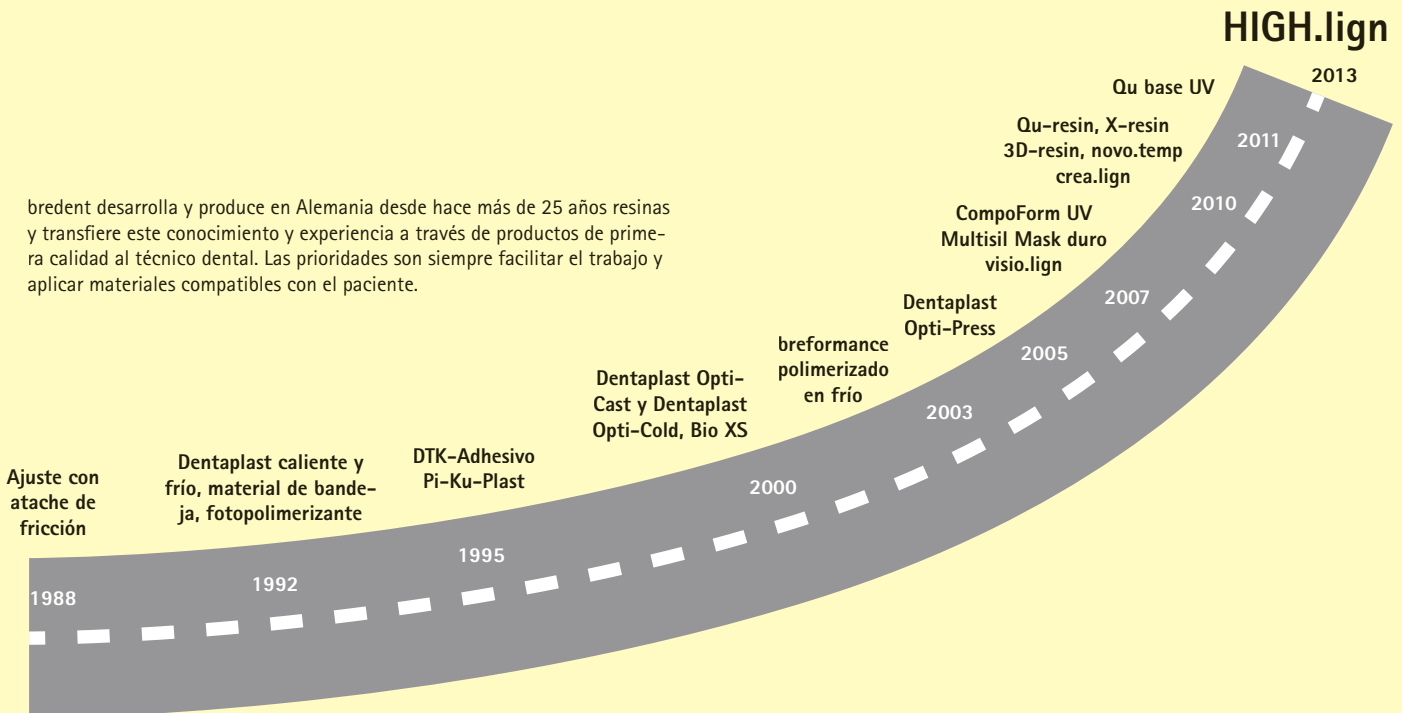 HIGH.lign
2013
Qu base UV
2011
Qu-resin, X-resin
3D-resin, novo.temp
crea.lign
2010
CompoForm UV
Multisil Mask duro
visio.lign
2007
Dentaplast
Opti-Press
2005
breformance
polimerizado
en frío
2003
Dentaplast Opti-
Cast y Dentaplast
Opti-Cold, Bio XS
2000
DTK-Adhesivo
Pi-Ku-Plast
1995
Dentaplast caliente y
frío, material de bande-
ja, fotopolimerizante
1992
Ajuste con
atache de
fricción
1988
bredent desarrolla y produce en Alemania desde hace más de 25 años resinas
y transfiere este conocimiento y experiencia a través de productos de prime-
ra calidad al técnico dental. Las prioridades son siempre facilitar el trabajo y
aplicar materiales compatibles con el paciente.